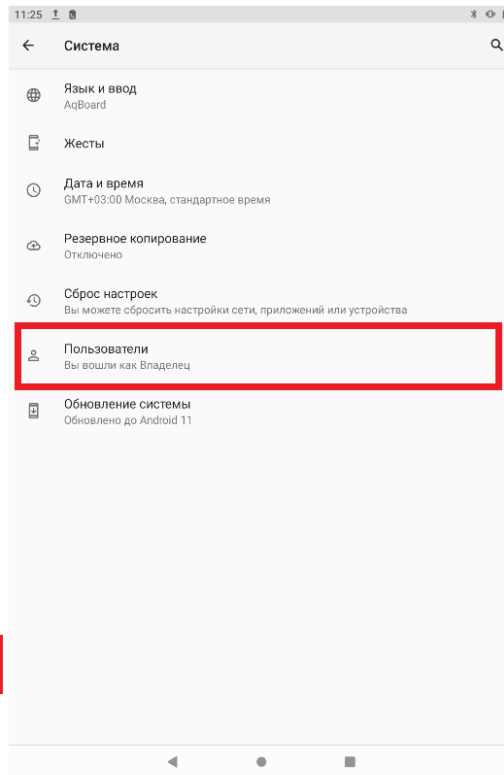 11:25
Система
Язык и ввод
AqBoard
Жесты
Дата и время
GMT+03:00 Москва, стандартное время
Резервное копирование
Отключено
Сброс настроек
Вы можете сбросить настройки сети, приложений или устройства
Пользователи
Вы вошли как Владелец
Обновление системы
Обновлено до Android 11